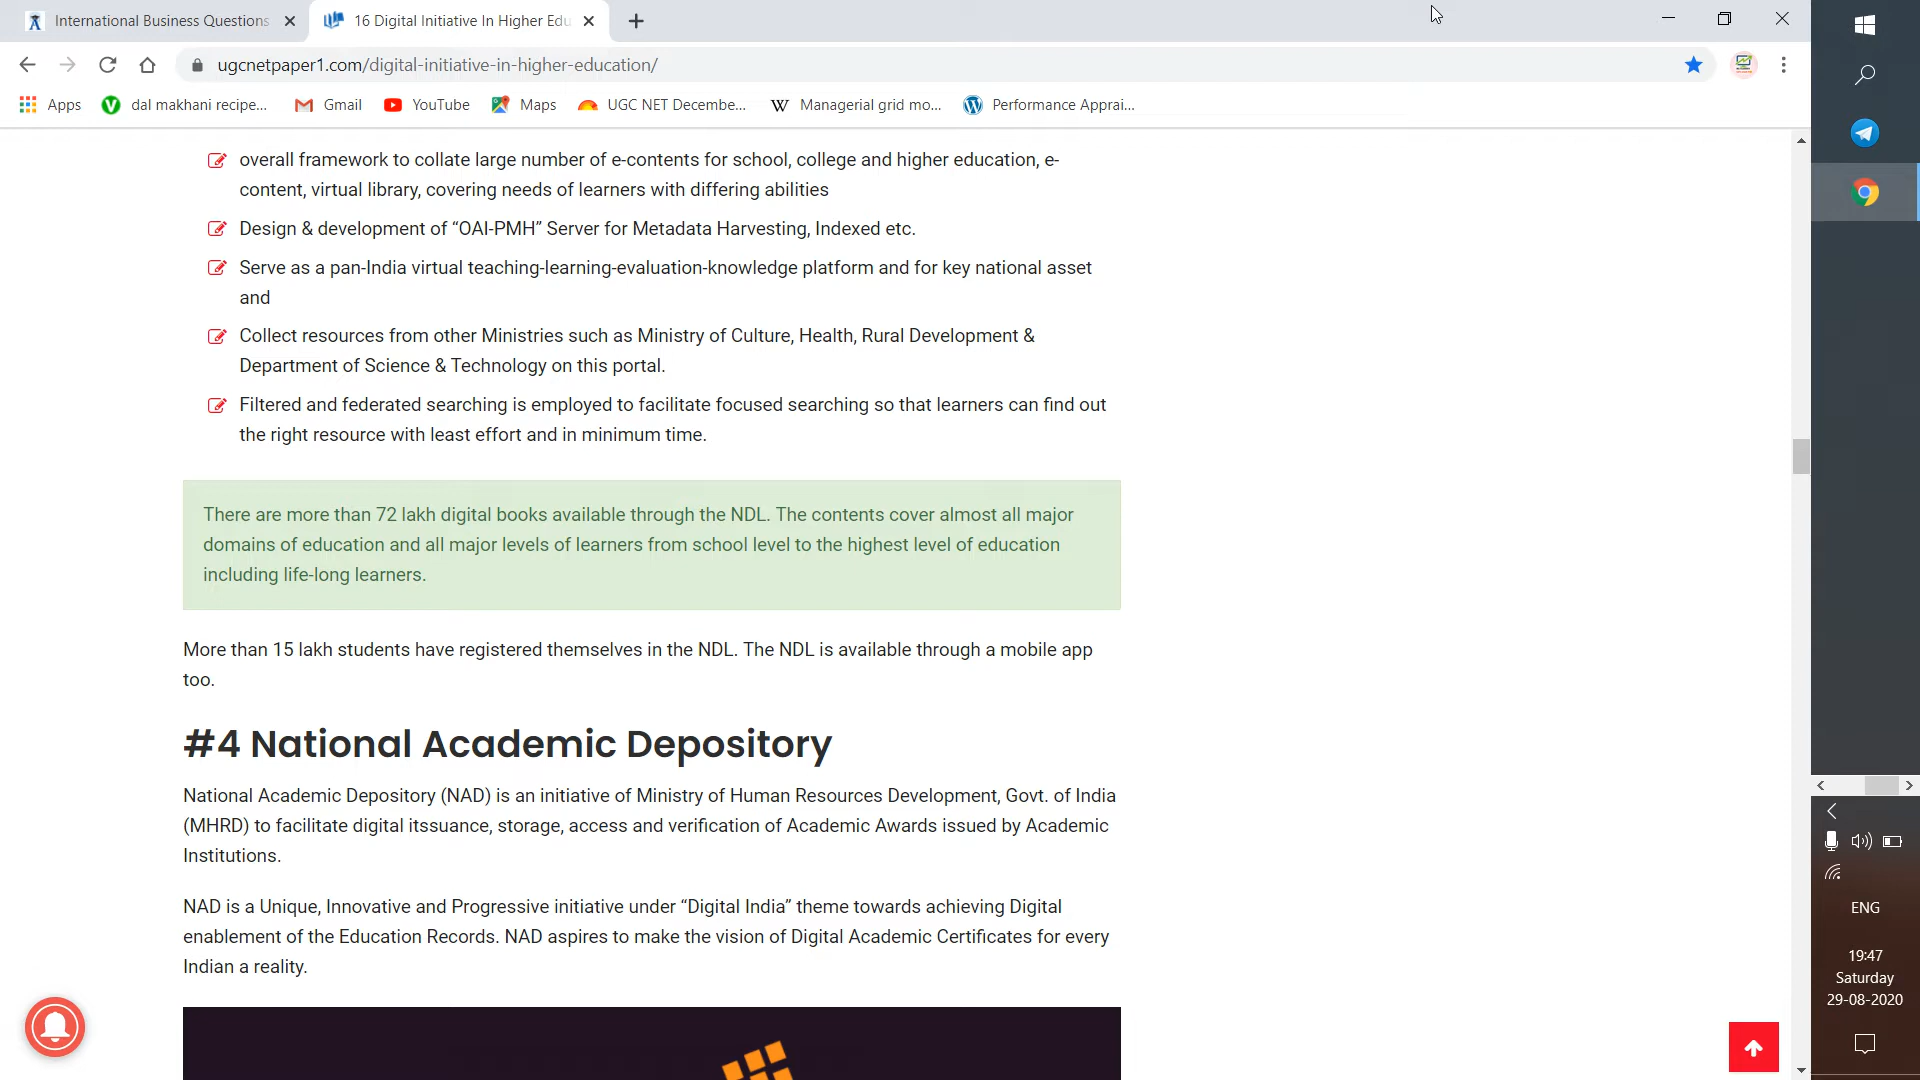 International Business Questions
16 Digital Initiative In Higher Edu
ugcnetpaper1.com/digital-initiative-in-higher-education/
Apps
dal makhani recipe...
Gmail
YouTube
Maps
UGC NET Decembe...
Managerial grid mo...
Performance Apprai...
overall framework to collate large number of e-contents for school, college and higher education, e-
content, virtual library, covering needs of learners with differing abilities
Design & development of “OAI-PMH” Server for Metadata Harvesting, Indexed etc.
Serve as a pan-India virtual teaching-learning-evaluation-knowledge platform and for key national asset
and
Collect resources from other Ministries such as Ministry of Culture, Health, Rural Development &
Department of Science & Technology on this portal.
Filtered and federated searching is employed to facilitate focused searching so that learners can find out
the right resource with least effort and in minimum time.
There are more than 72 lakh digital books available through the NDL. The contents cover almost all major
domains of education and all major levels of learners from school level to the highest level of education
including life-long learners.
More than 15 lakh students have registered themselves in the NDL. The NDL is available through a mobile app
too.
#4 National Academic Depository
National Academic Depository (NAD) is an initiative of Ministry of Human Resources Development, Govt. of India
(MHRD) to facilitate digital itssuance, storage, access and verification of Academic Awards issued by Academic
Institutions.
NAD is a Unique, Innovative and Progressive initiative under “Digital India” theme towards achieving Digital
enablement of the Education Records. NAD aspires to make the vision of Digital Academic Certificates for every
Indian a reality.
ENG
19:47
Saturday
29-08-2020